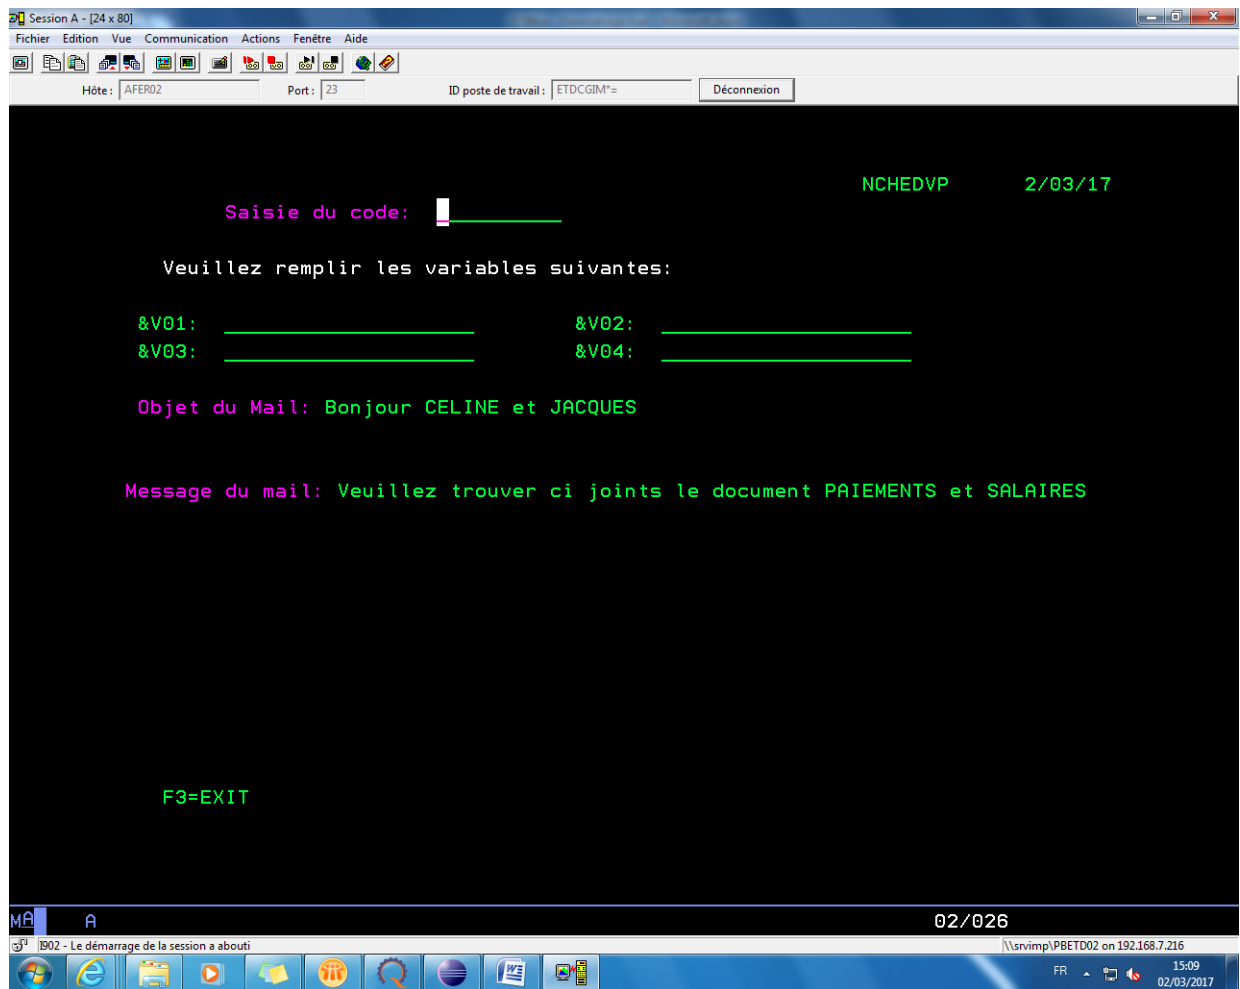 Session A - [24 x 80]
Fichier Edition Vue Communication Actions Fenêtre Aide
Hôte : AFER02 Port : 23 ID poste de travail : ETDCGIM*= Déconnexion
NCHEDVP 2/03/17
Saisie du code:
Veuillez remplir les variables suivantes:
&V01: &V02:
&V03: &V04:
Objet du Mail: Bonjour CELINE et JACQUES
Message du mail: Veuillez trouver ci joints le document PAIEMENTS et SALAIRES
F3=EXIT
MA A 02/026
I902 - Le démarrage de la session a abouti \\srvimp\PBETD02 on 192.168.7.216
FR 15:09
02/03/2017